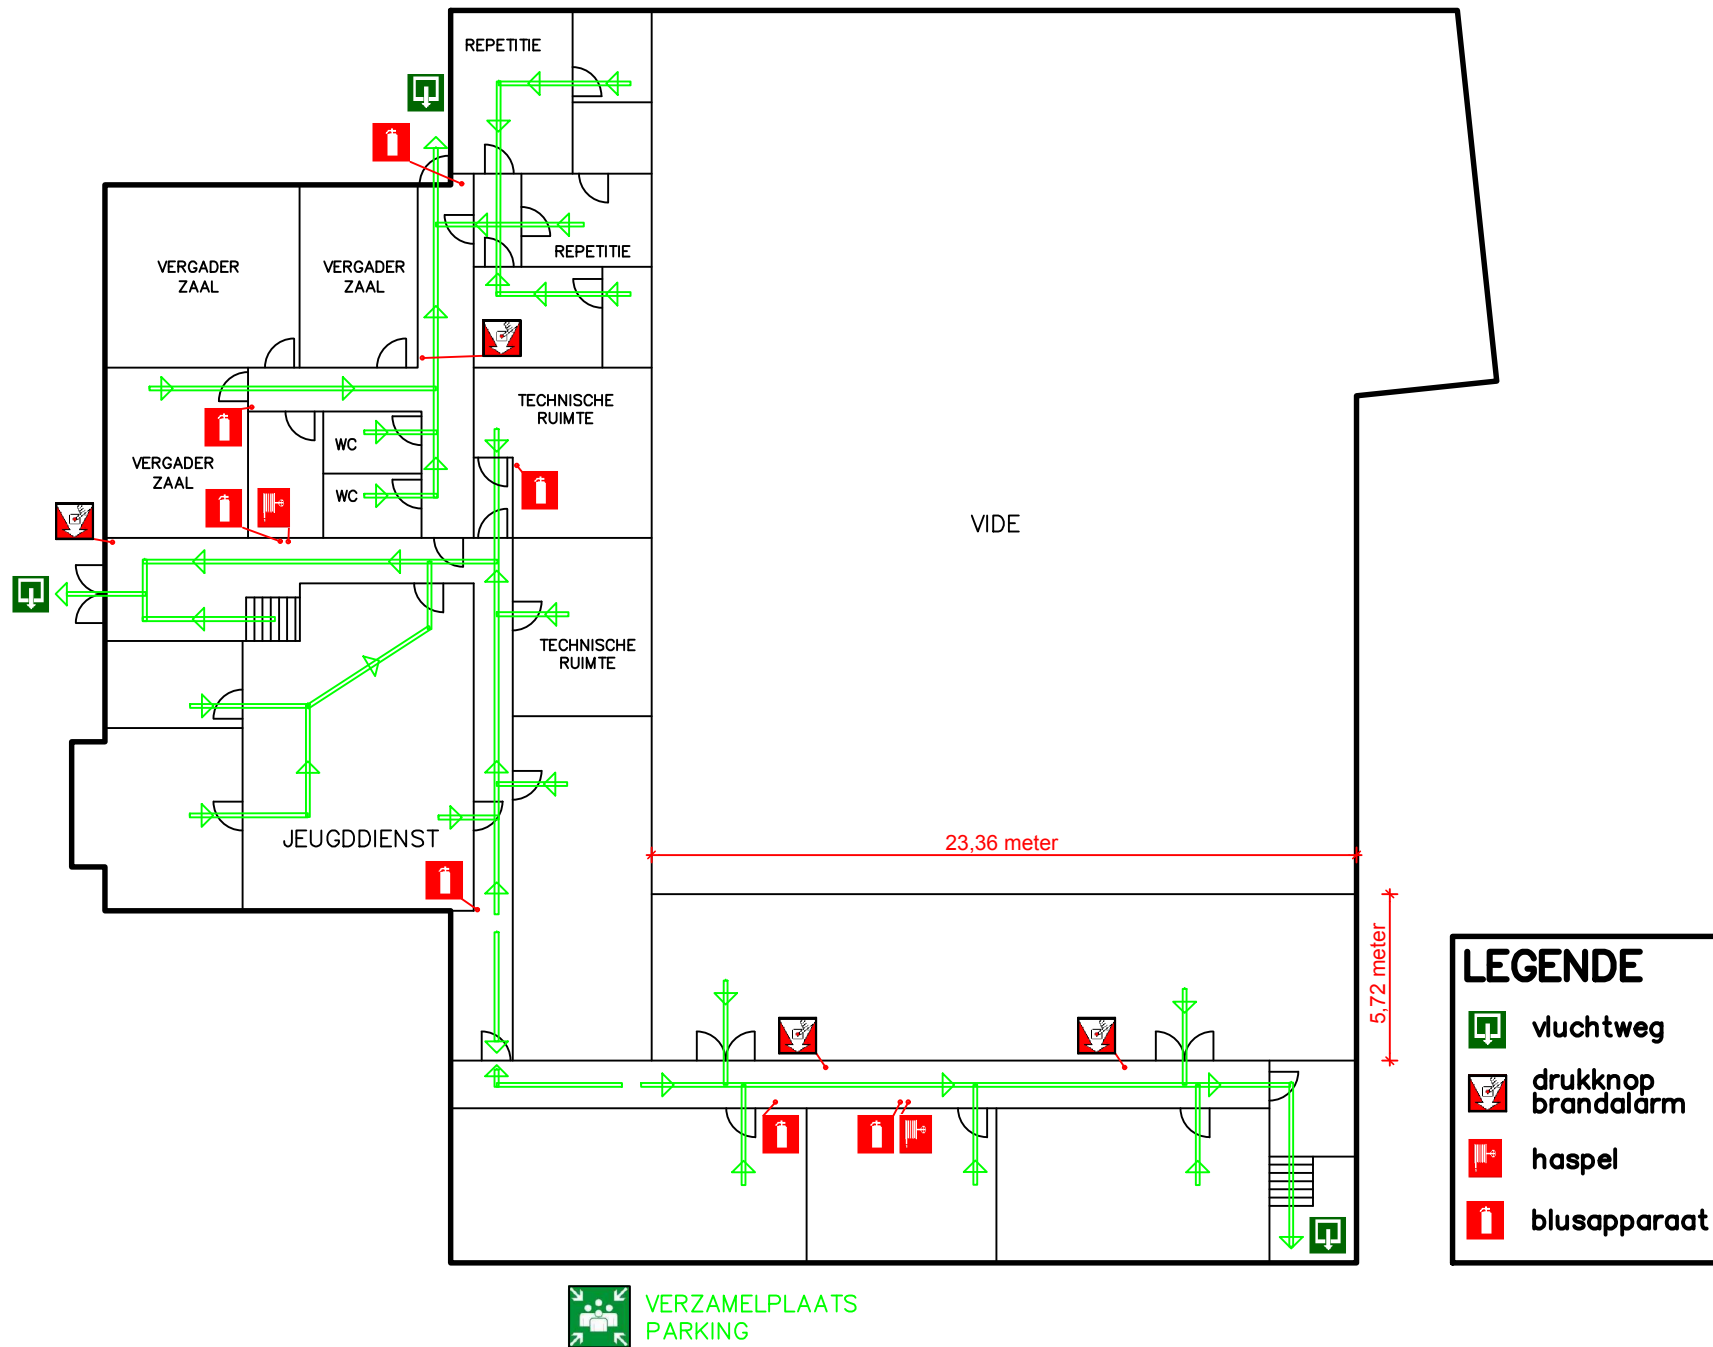 REPETITIE
VERGADER
ZAAL
VERGADER
ZAAL
REPETITIE
TECHNISCHE
RUIMTE
WC
VERGADER
ZAAL
WC
VIDE
TECHNISCHE
RUIMTE
JEUGDDIENST
23,36 meter
5,72 meter
LEGENDE
vluchtweg
drukknop
brandalarm
haspel
blusapparaat
VERZAMELPLAATS
PARKING